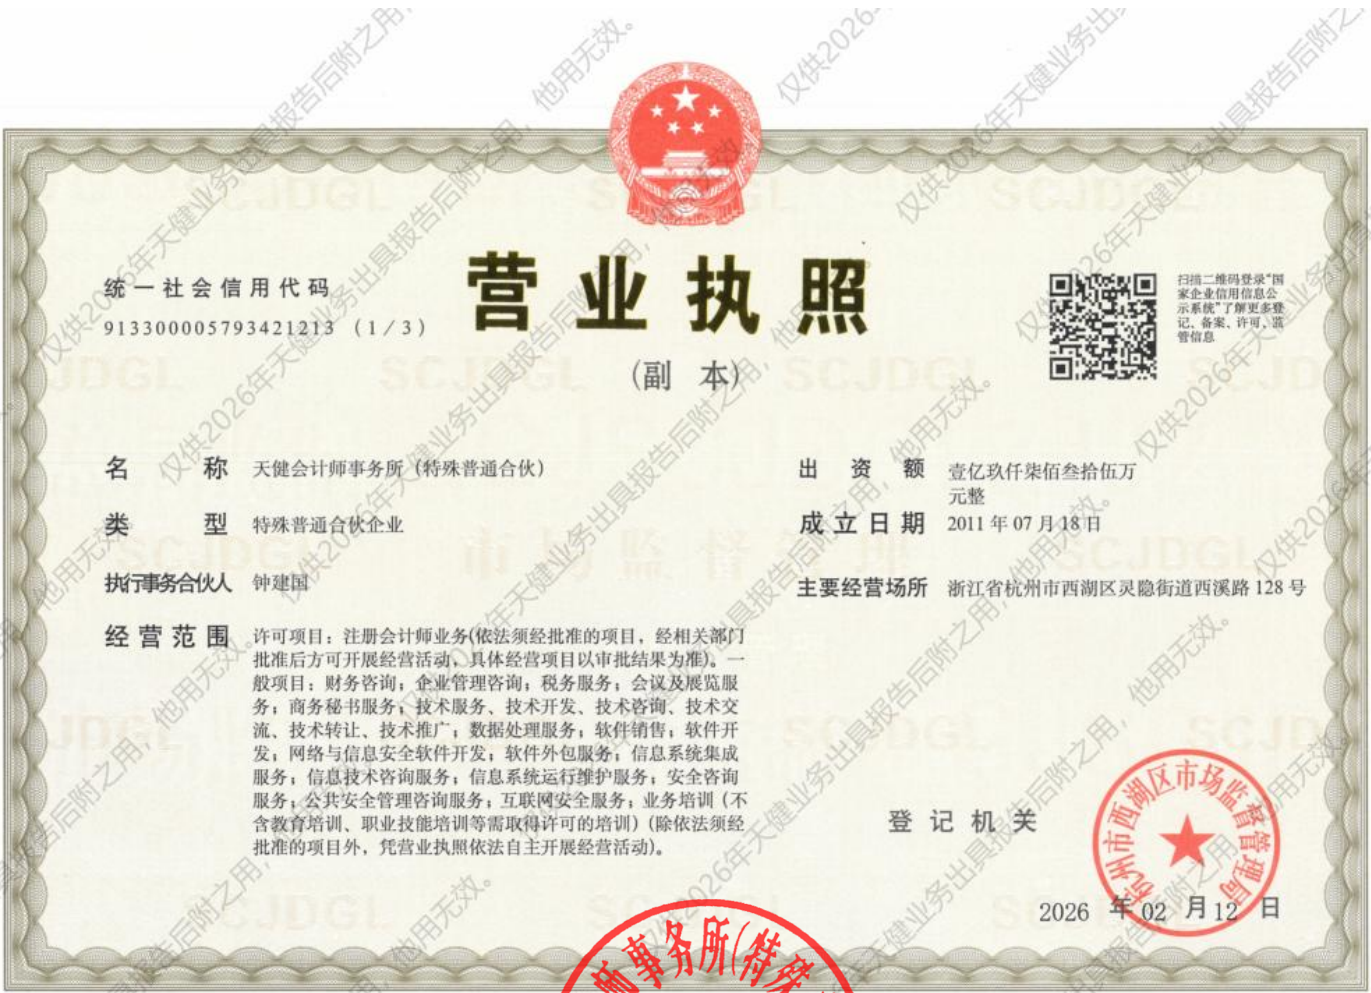 营业执照
(副 本)
统一社会信用代码
913300005793421213 (1/3)
扫描二维码登录“国
家企业信用信息公
示系统”了解更多登
记、备案、许可、监
管信息
名 称 天健会计师事务所（特殊普通合伙）
类 型 特殊普通合伙企业
执行事务合伙人 钟建国
经营范围 许可项目：注册会计师业务(依法须经批准的项目，经相关部门
批准后方可开展经营活动，具体经营项目以审批结果为准)。一
般项目：财务咨询；企业管理咨询；税务服务；会议及展览服
务；商务秘书服务；技术服务、技术开发、技术咨询、技术交
流、技术转让、技术推广；数据处理服务；软件销售；软件开
发；网络与信息安全软件开发；软件外包服务；信息系统集成
服务；信息技术咨询服务；信息系统运行维护服务；安全咨询
服务；公共安全管理咨询服务；互联网安全服务；业务培训（不
含教育培训、职业技能培训等需取得许可的培训）(除依法须经
批准的项目外，凭营业执照依法自主开展经营活动)。
出 资 额 壹亿玖仟柒佰叁拾伍万
元整
成立日期 2011 年 07 月 18 日
主要经营场所 浙江省杭州市西湖区灵隐街道西溪路 128 号
登记机关
杭州市西湖区市场监督管理局
2026 年 02 月 12 日
师事务所(特殊
SCJDGL
市场监督管理
仅供2026年天健业务出具报告后附之用，他用无效。